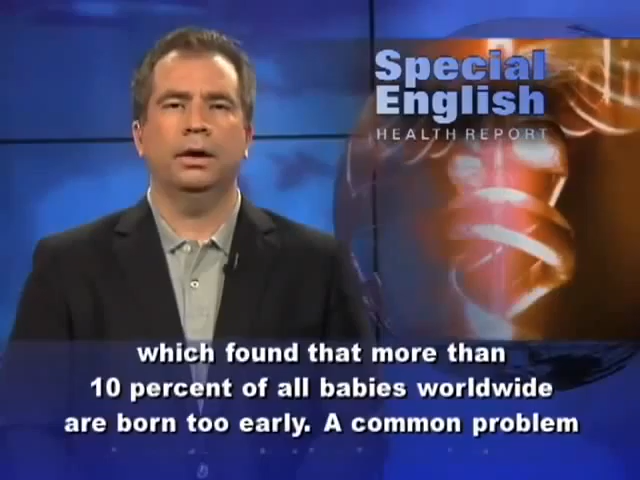 Special
English
HEALTH REPORT
which found that more than
10 percent of all babies worldwide
are born too early. A common problem